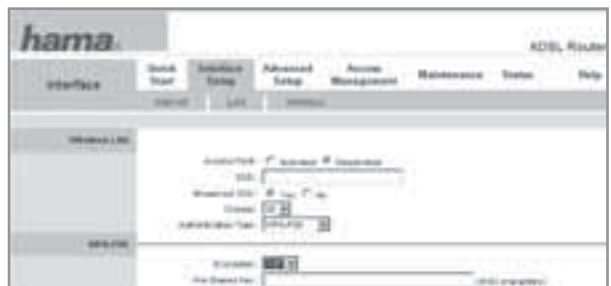 hama.
ADSL Router
Interface
Quick Start
Interface Setup
Advanced Setup
Access Management
Maintenance
Status
Help
Internet
LAN
Wireless
Wireless LAN
Access Point : Activated Deactivated
SSID :
Broadcast SSID : Yes No
Channel :
Authentication Type : WPA-PSK
WPA-PSK
Encryption :
Pre-Shared Key :